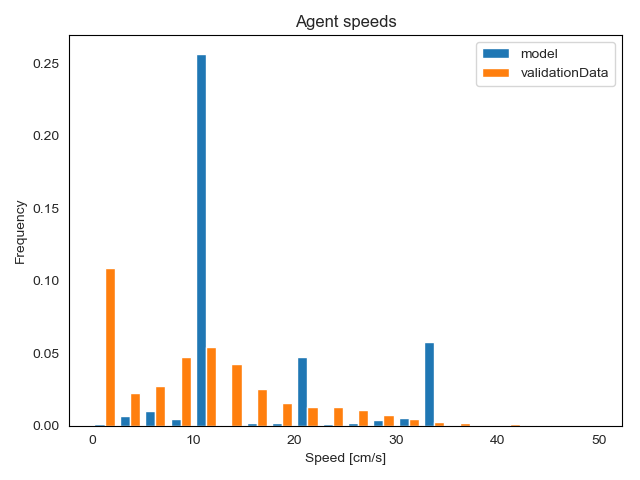 Agent speeds
model
validationData
0.25
0.20
0.15
0.10
0.05
0.00
Frequency
0 10 20 30 40 50
Speed [cm/s]